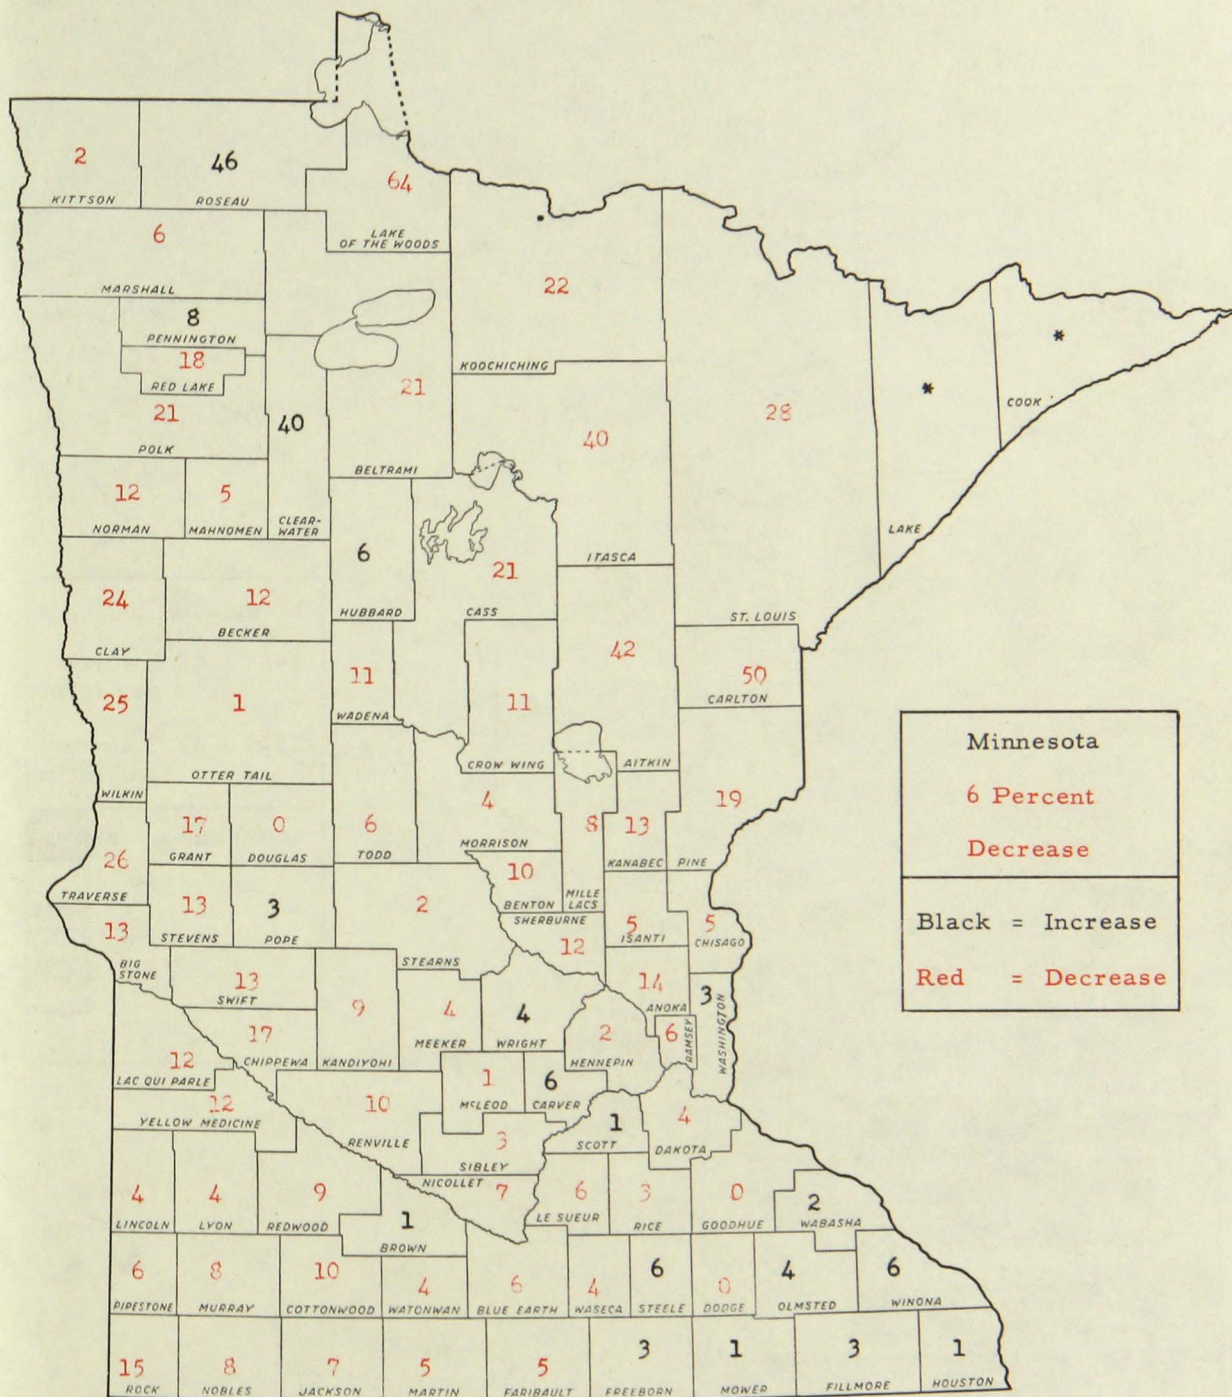 2
KITTSON
46
ROSEAU
64
LAKE
OF THE WOODS
6
MARSHALL
22
KOOCHICHING
8
PENNINGTON
18
RED LAKE
21
POLK
40
CLEAR-
WATER
21
BELTRAMI
40
ITASCA
28
ST. LOUIS
*
LAKE
*
COOK
12
NORMAN
5
MAHNOMEN
6
HUBBARD
21
CASS
24
CLAY
12
BECKER
42
AITKIN
50
CARLTON
25
WILKIN
1
OTTER TAIL
11
WADENA
11
CROW WING
Minnesota
6 Percent
Decrease
Black = Increase
Red = Decrease
17
GRANT
0
DOUGLAS
6
TODD
4
MORRISON
8
MILLE
LACS
13
KANABEC
19
PINE
26
TRAVERSE
13
STEVENS
3
POPE
2
STEARNS
10
BENTON
SHERBURNE
12
5
ISANTI
5
CHISAGO
13
BIG
STONE
13
SWIFT
9
KANDIYOHI
4
MEEKER
4
WRIGHT
14
ANOKA
3
WASHINGTON
6
RAMSEY
2
HENNEPIN
17
CHIPPEWA
12
LAC QUI PARLE
12
YELLOW MEDICINE
10
RENVILLE
1
McLEOD
6
CARVER
3
SIBLEY
1
SCOTT
4
DAKOTA
4
LINCOLN
4
LYON
9
REDWOOD
NICOLLET
7
6
LE SUEUR
3
RICE
0
GOODHUE
2
WABASHA
1
BROWN
6
PIPESTONE
8
MURRAY
10
COTTONWOOD
4
WATONWAN
6
BLUE EARTH
4
WASECA
6
STEELE
0
DODGE
4
OLMSTED
6
WINONA
15
ROCK
8
NOBLES
7
JACKSON
5
MARTIN
5
FARIBAULT
3
FREEBORN
1
MOWER
3
FILLMORE
1
HOUSTON